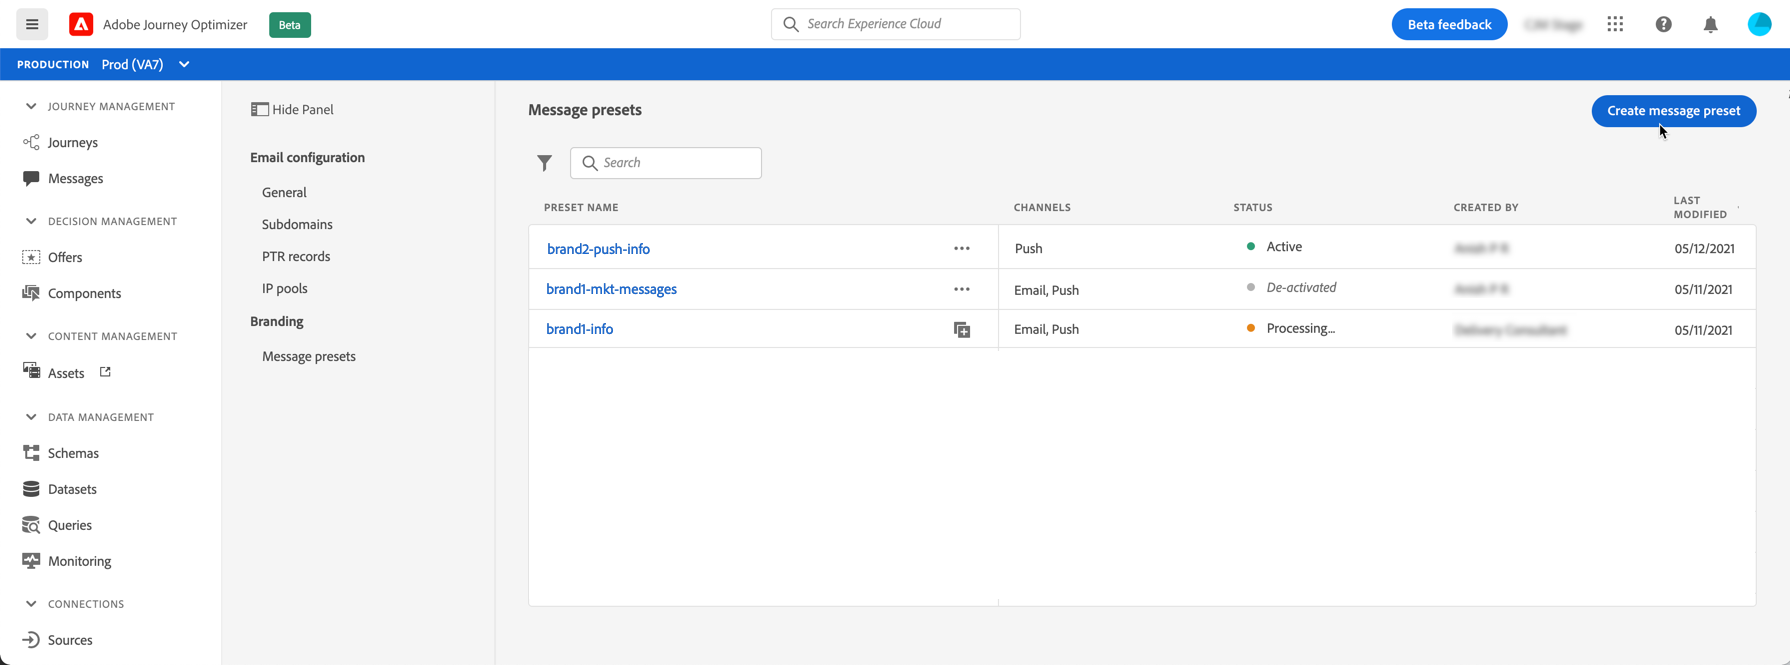 Adobe Journey Optimizer Beta Search Experience Cloud Beta feedback
PRODUCTION Prod (VA7)
JOURNEY MANAGEMENT
Journeys
Messages
DECISION MANAGEMENT
Offers
Components
CONTENT MANAGEMENT
Assets
DATA MANAGEMENT
Schemas
Datasets
Queries
Monitoring
CONNECTIONS
Sources
Hide Panel
Email configuration
General
Subdomains
PTR records
IP pools
Branding
Message presets
Message presets Create message preset
Search
PRESET NAME CHANNELS STATUS CREATED BY LAST MODIFIED
brand2-push-info ... Push Active 05/12/2021
brand1-mkt-messages ... Email, Push De-activated 05/11/2021
brand1-info Email, Push Processing... 05/11/2021